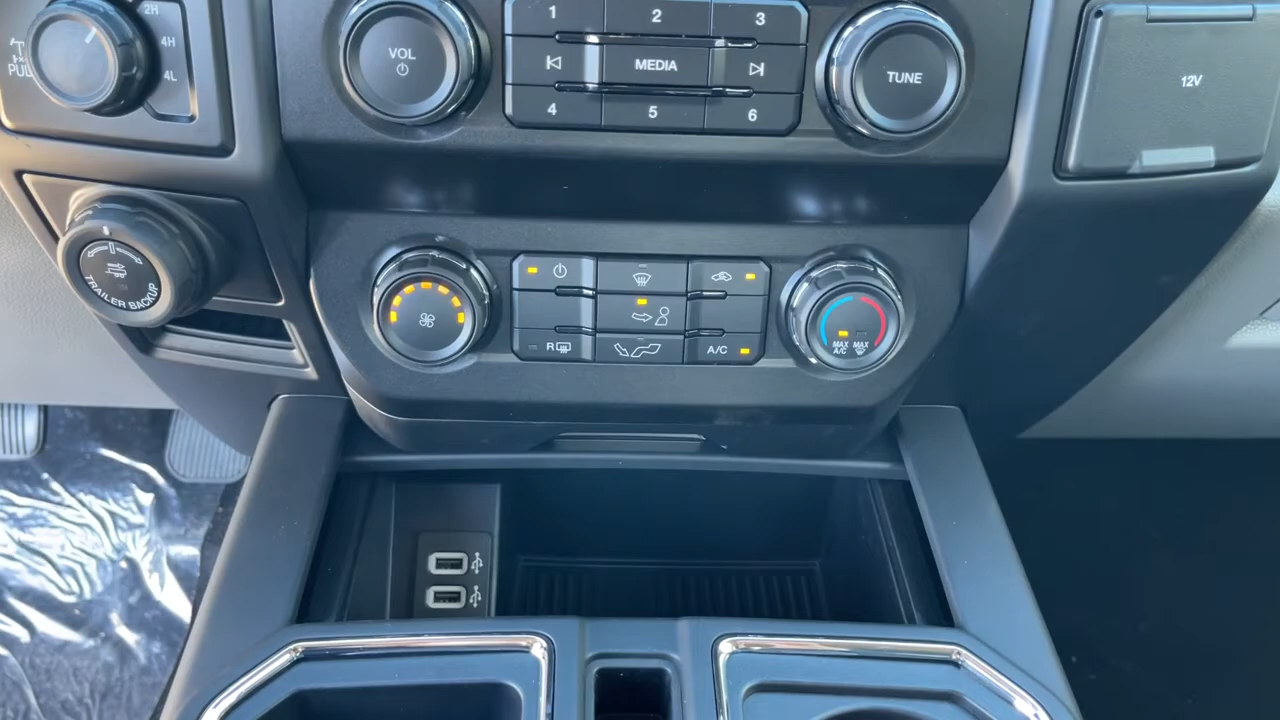 2H
4H
4L
PULL
VOL
1 2 3
MEDIA
4 5 6
TUNE
12V
TRAILER BACKUP
R
A/C
MAX A/C
MAX